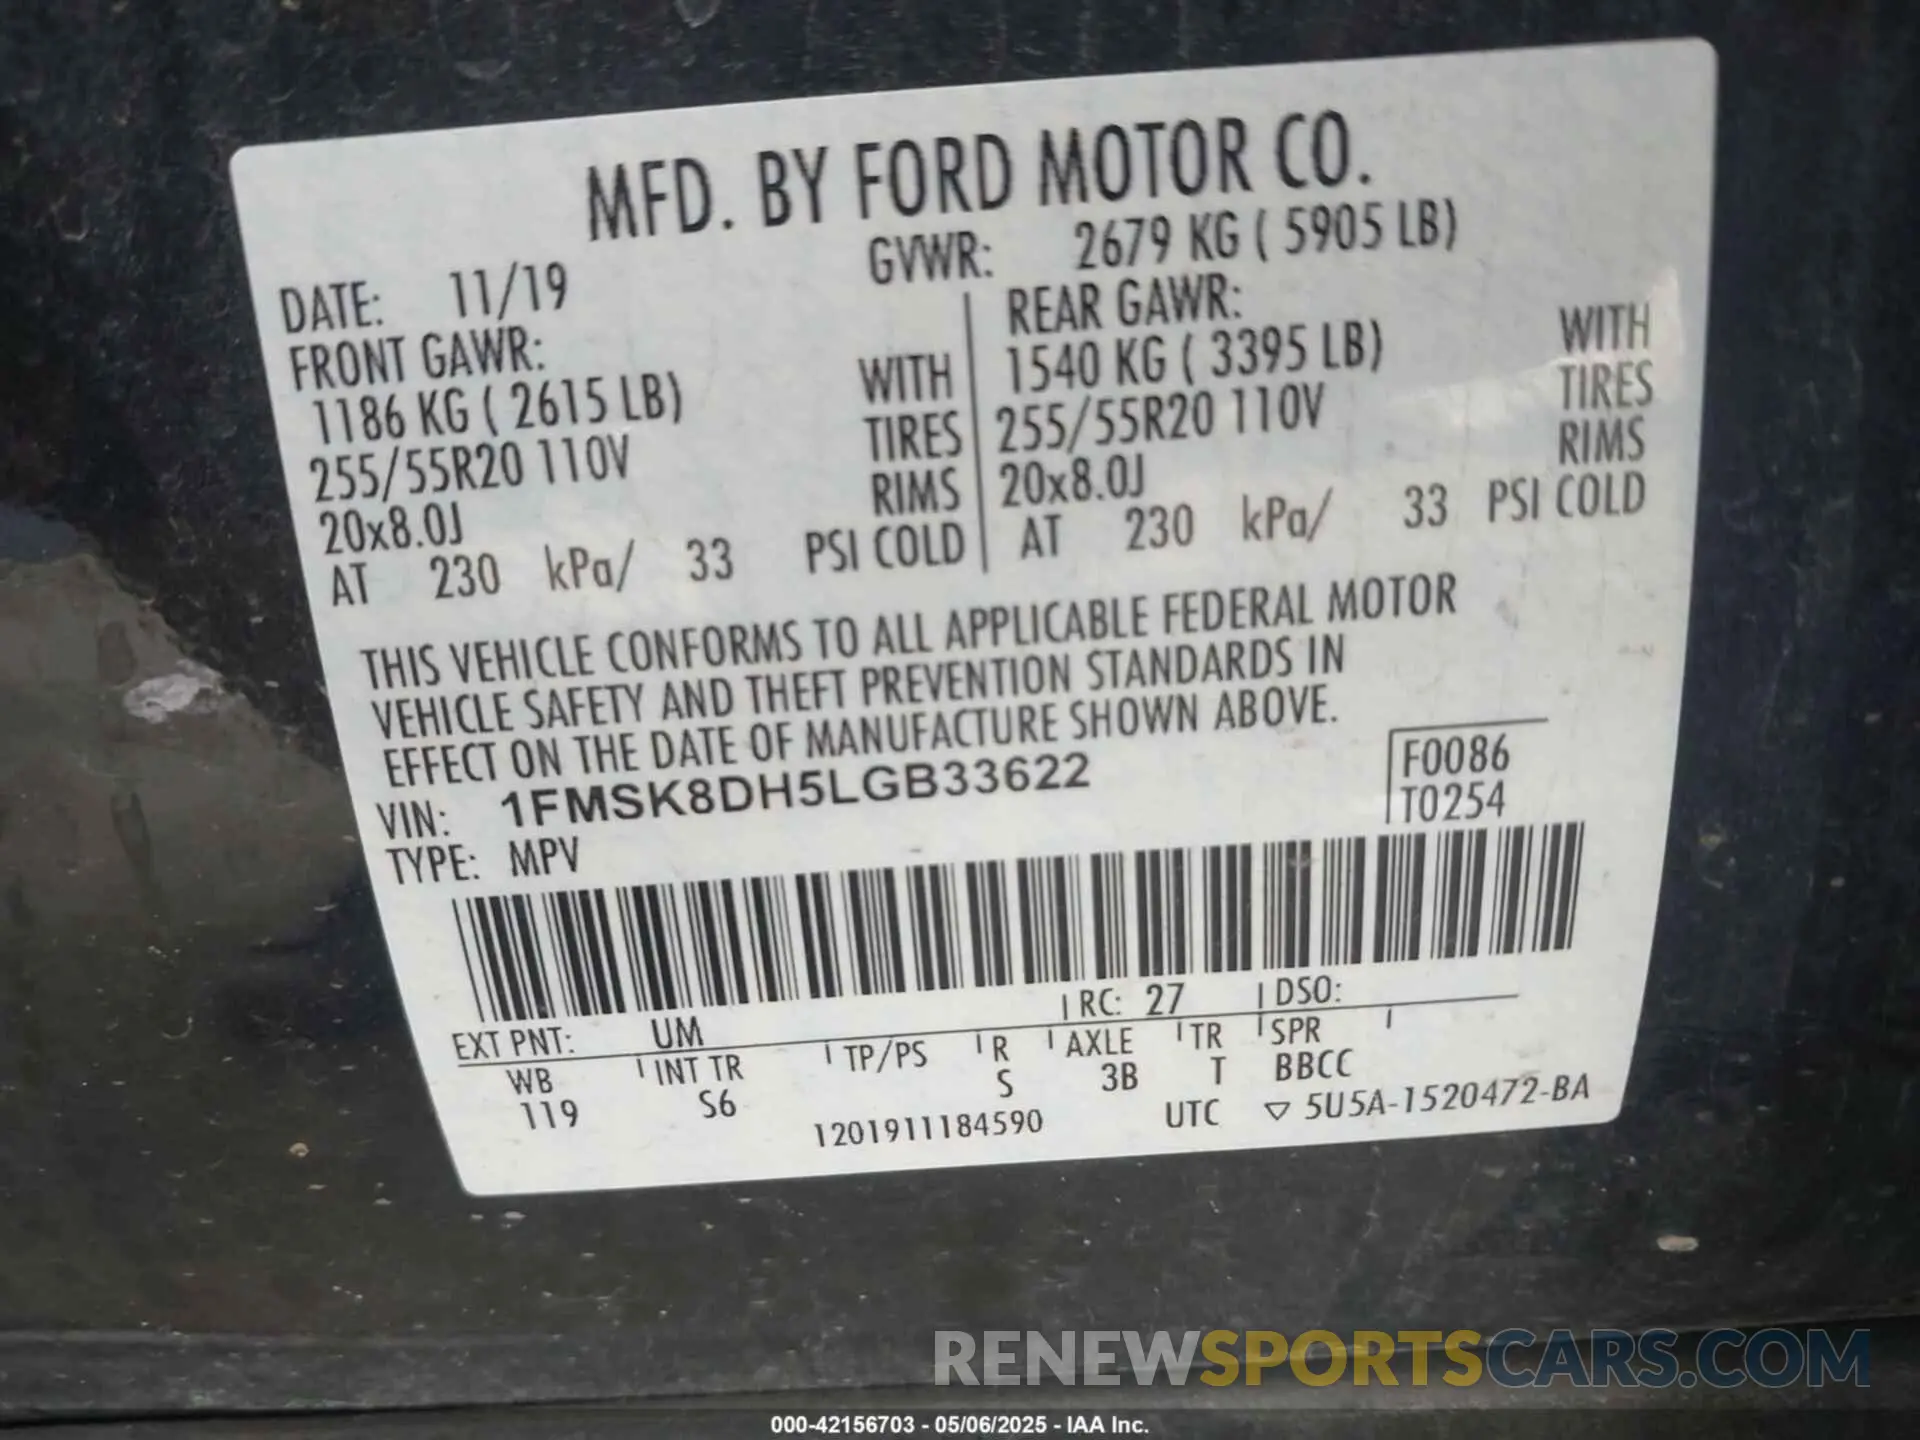 MFD. BY FORD MOTOR CO.
DATE: 11/19 GVWR: 2679 KG ( 5905 LB)
FRONT GAWR: REAR GAWR:
1186 KG ( 2615 LB) WITH 1540 KG ( 3395 LB) WITH
255/55R20 110V TIRES 255/55R20 110V TIRES
20x8.0J RIMS 20x8.0J RIMS
AT 230 kPa/ 33 PSI COLD AT 230 kPa/ 33 PSI COLD
THIS VEHICLE CONFORMS TO ALL APPLICABLE FEDERAL MOTOR
VEHICLE SAFETY AND THEFT PREVENTION STANDARDS IN
EFFECT ON THE DATE OF MANUFACTURE SHOWN ABOVE.
VIN: 1FMSK8DH5LGB33622 F0086
TYPE: MPV T0254
EXT PNT: UM RC: 27 DSO:
WB INT TR TP/PS R AXLE TR SPR
119 S6 S 3B T BBCC
1201911184590 UTC ▽ 5U5A-1520472-BA
RENEWSPORTSCARS.COM
000-42156703 - 05/06/2025 - IAA Inc.